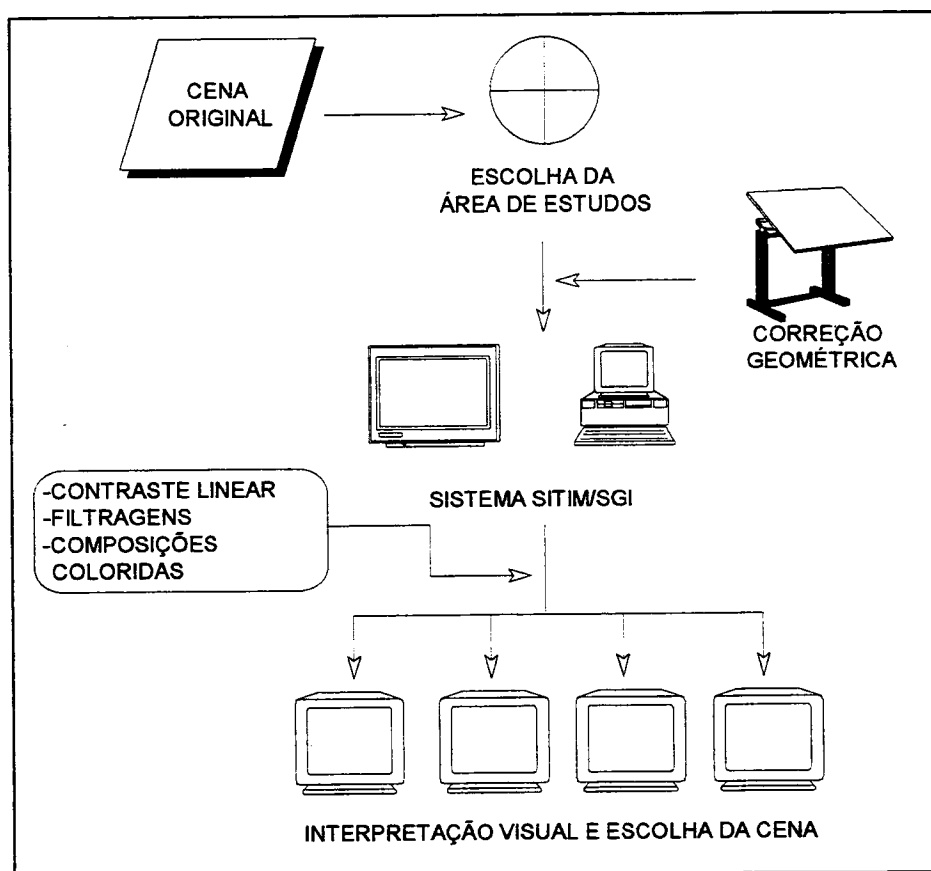 CENA
ORIGINAL
ESCOLHA DA
ÁREA DE ESTUDOS
CORREÇÃO
GEOMÉTRICA
-CONTRASTE LINEAR
-FILTRAGENS
-COMPOSIÇÕES
COLORIDAS
SISTEMA SITIM/SGI
INTERPRETAÇÃO VISUAL E ESCOLHA DA CENA